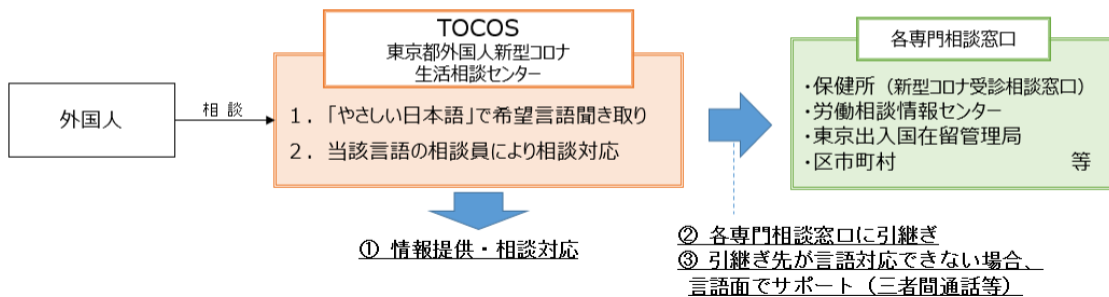 外国人
相談
TOCOS
東京都外国人新型コロナ
生活相談センター
1．「やさしい日本語」で希望言語聞き取り
2．当該言語の相談員により相談対応
① 情報提供・相談対応
各専門相談窓口
・保健所（新型コロナ受診相談窓口）
・労働相談情報センター
・東京出入国在留管理局
・区市町村　等
② 各専門相談窓口に引継ぎ
③ 引継ぎ先が言語対応できない場合、
言語面でサポート（三者間通話等）